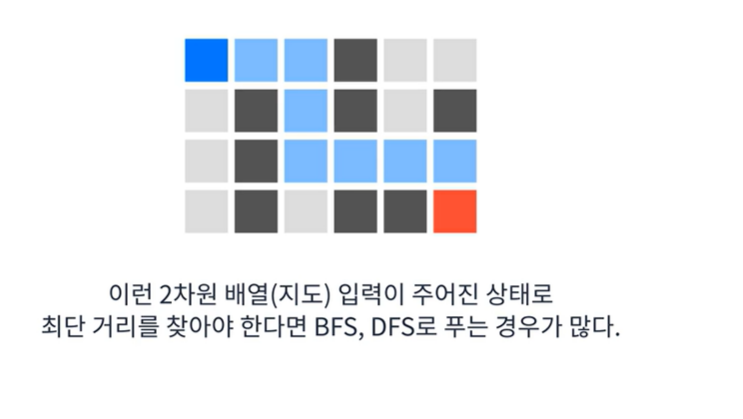 이런 2차원 배열(지도) 입력이 주어진 상태로
최단 거리를 찾아야 한다면 BFS, DFS로 푸는 경우가 많다.